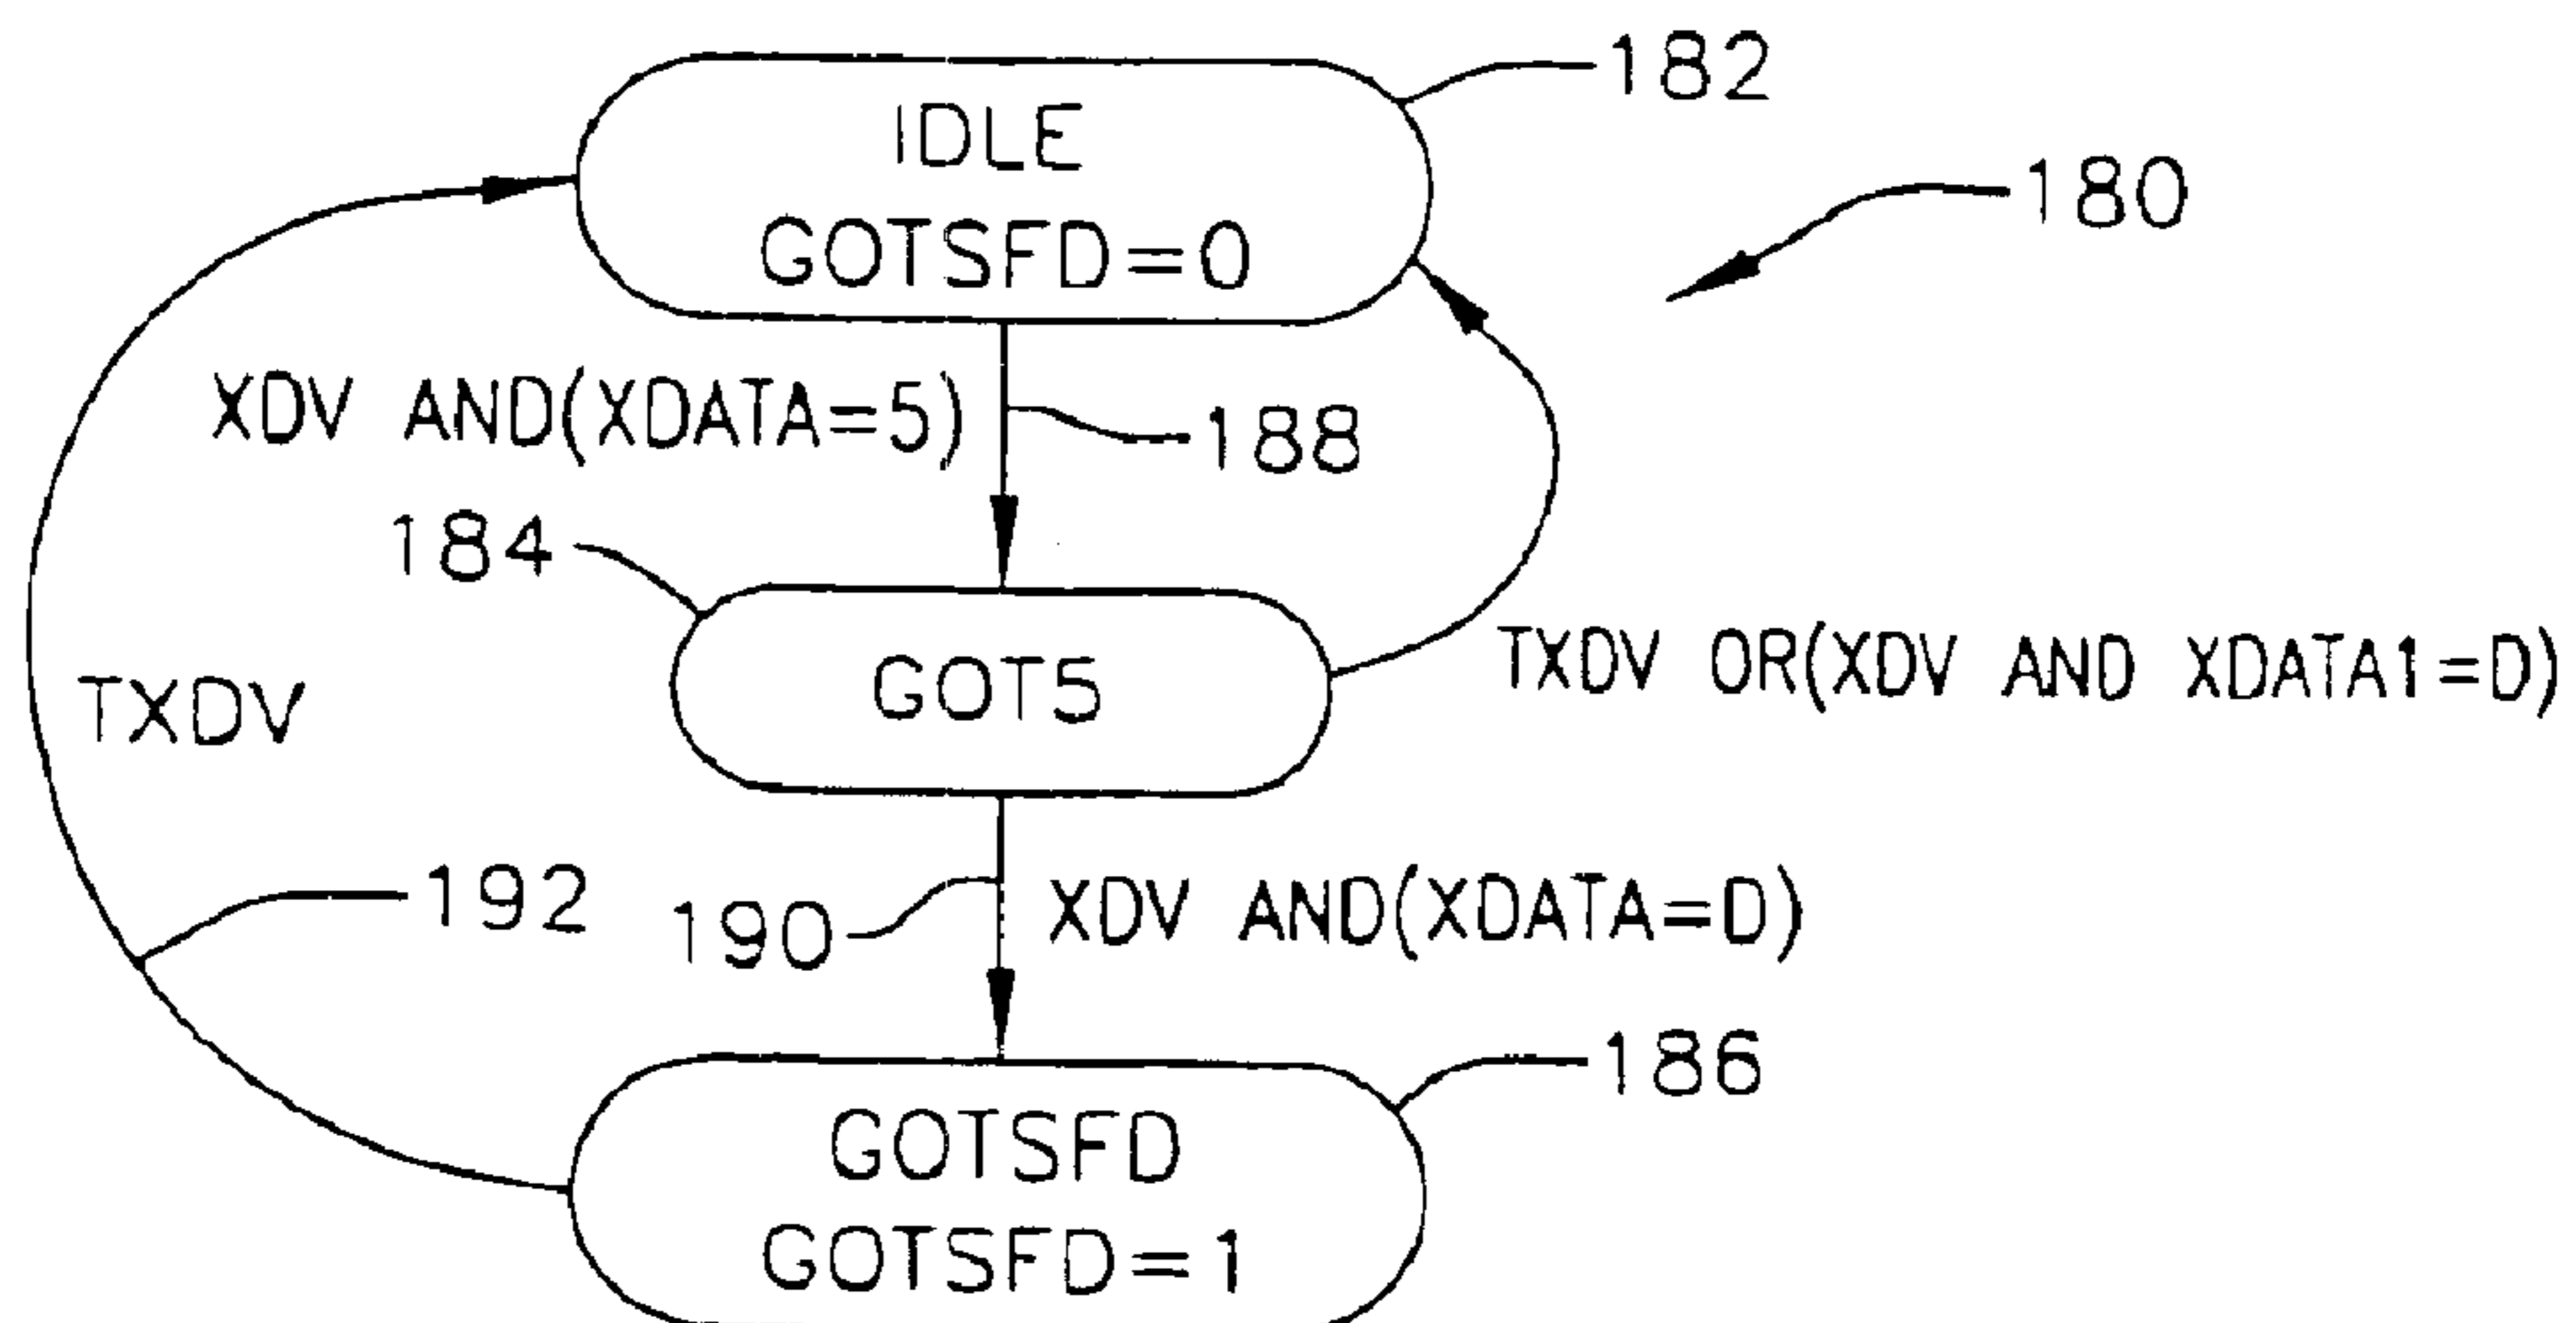 182
IDLE
GOTSFD=0
180
XDV AND(XDATA=5)
188
184
GOT5
TXDV OR(XDV AND XDATA1=D)
TXDV
192
190
XDV AND(XDATA=D)
186
GOTSFD
GOTSFD=1